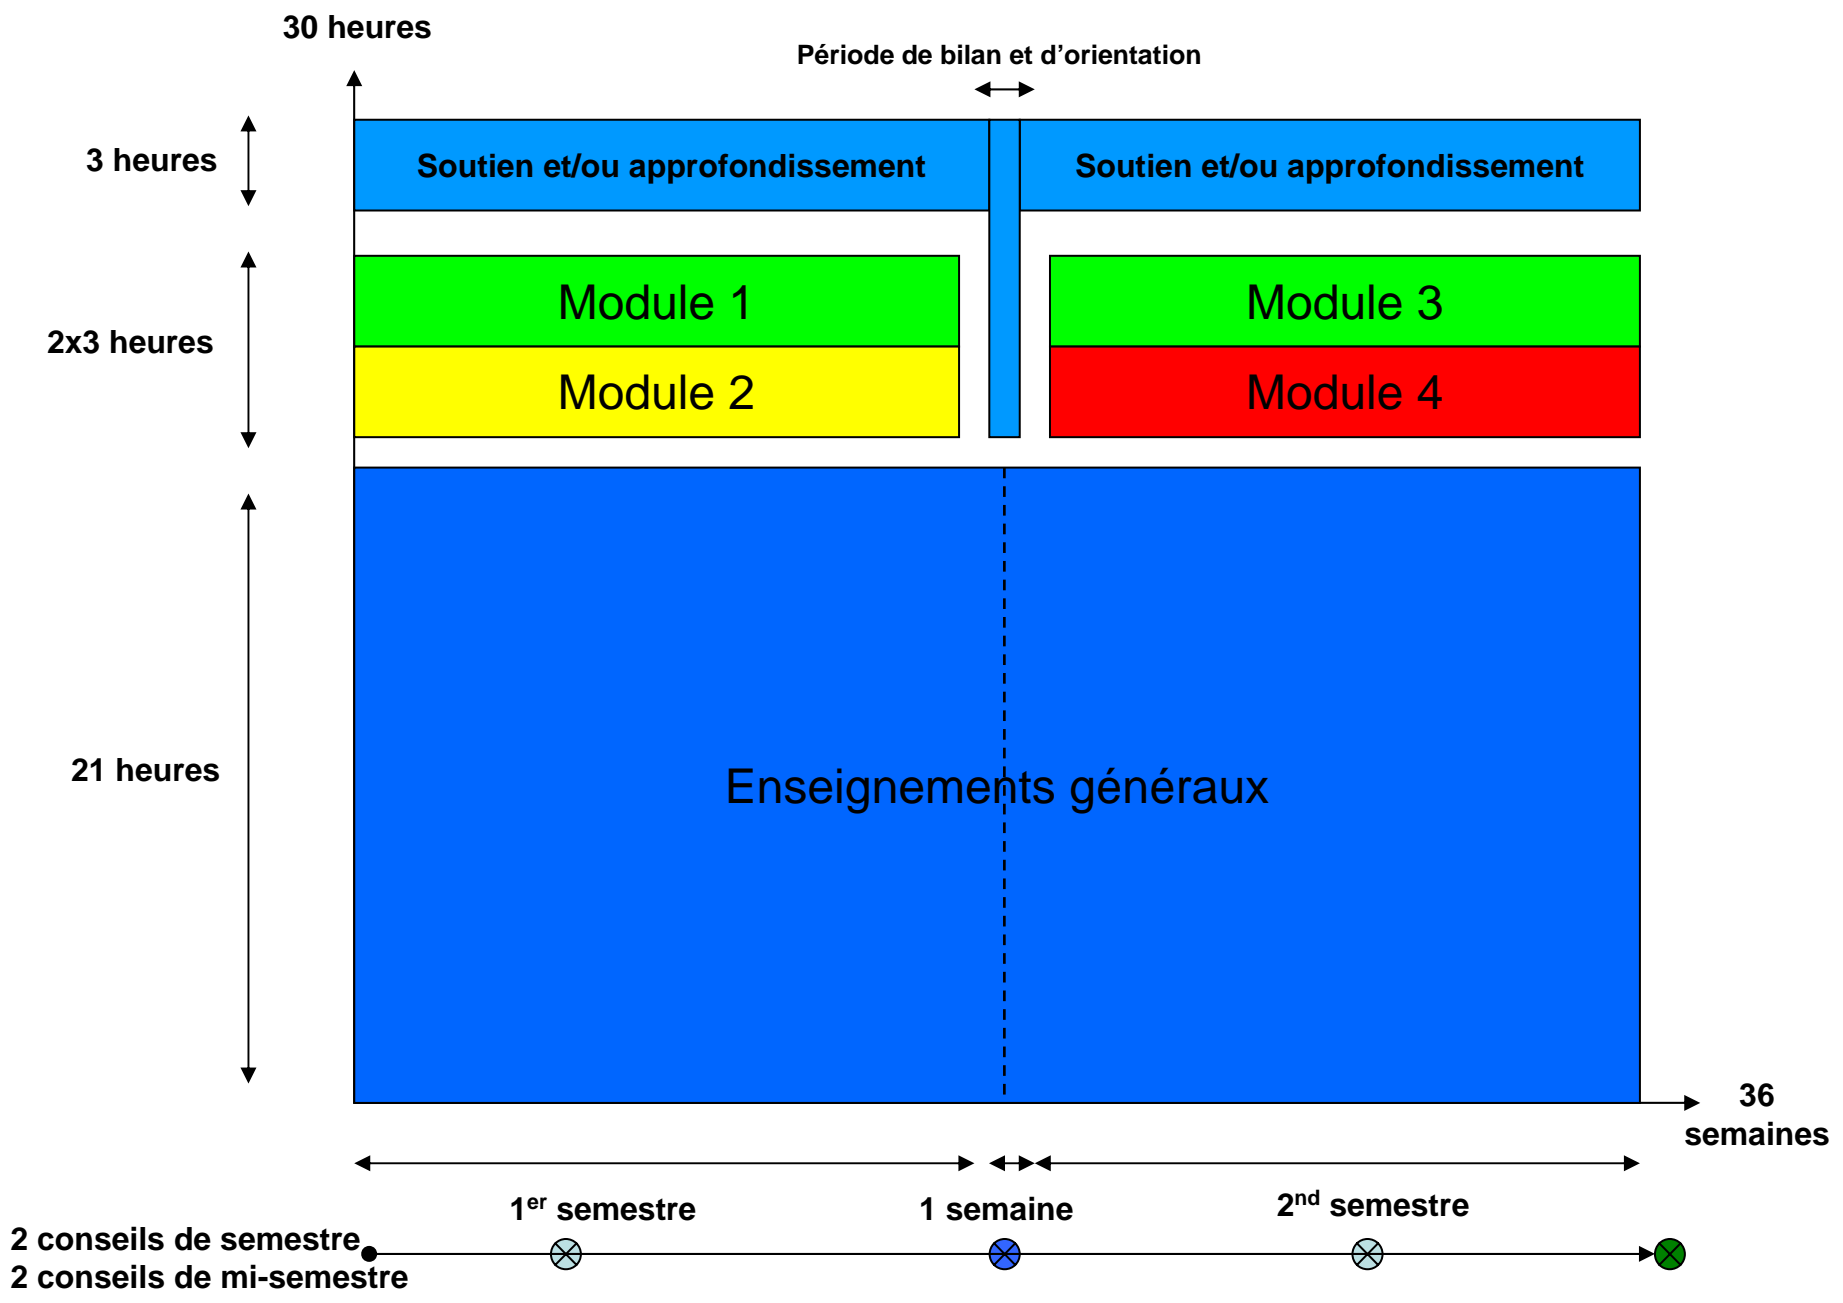 30 heures
Période de bilan et d’orientation
3 heures
Soutien et/ou approfondissement
Soutien et/ou approfondissement
2x3 heures
Module 1
Module 3
Module 2
Module 4
21 heures
Enseignements généraux
36
semaines
1er semestre
1 semaine
2nd semestre
2 conseils de semestre
2 conseils de mi-semestre